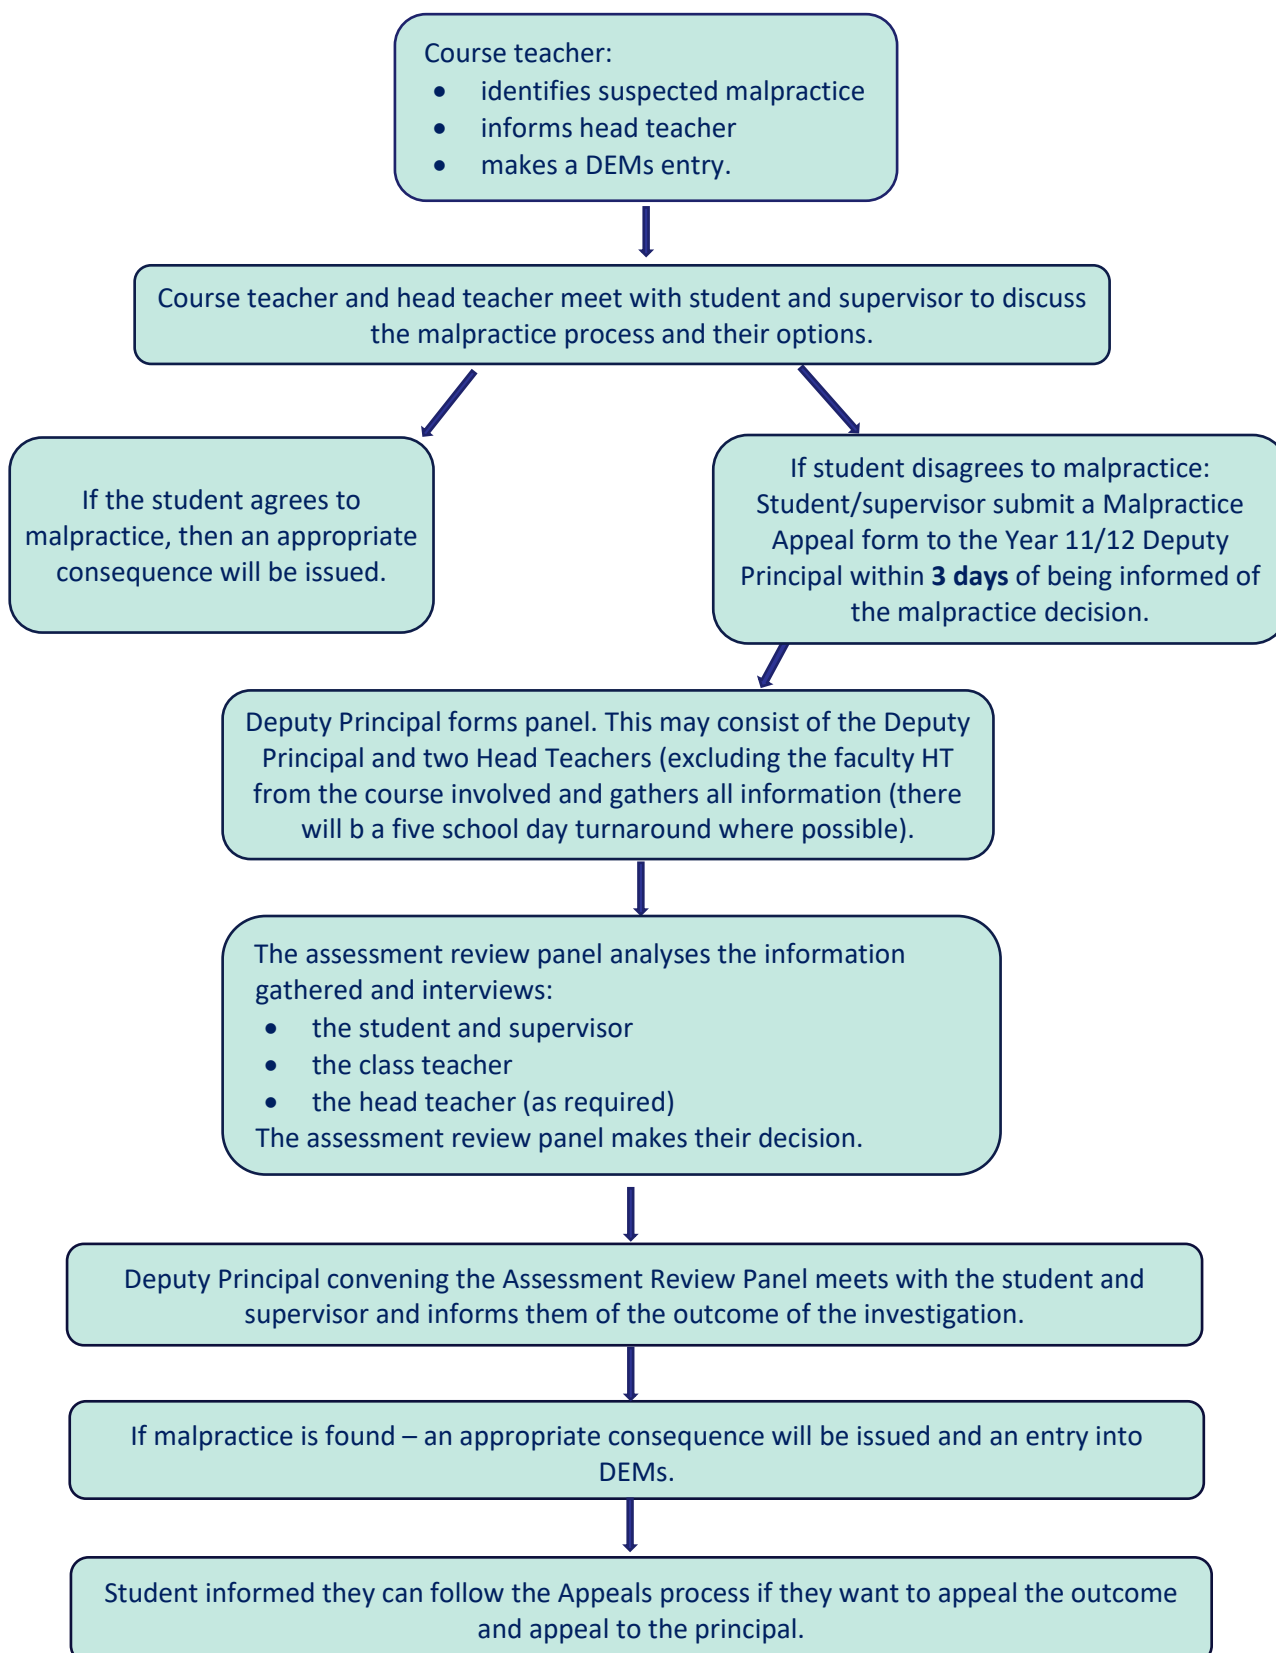 Course teacher:
• identifies suspected malpractice
• informs head teacher
• makes a DEMs entry.
Course teacher and head teacher meet with student and supervisor to discuss
the malpractice process and their options.
If the student agrees to
malpractice, then an appropriate
consequence will be issued.
If student disagrees to malpractice:
Student/supervisor submit a Malpractice
Appeal form to the Year 11/12 Deputy
Principal within 3 days of being informed of
the malpractice decision.
Deputy Principal forms panel. This may consist of the Deputy
Principal and two Head Teachers (excluding the faculty HT
from the course involved and gathers all information (there
will b a five school day turnaround where possible).
The assessment review panel analyses the information
gathered and interviews:
• the student and supervisor
• the class teacher
• the head teacher (as required)
The assessment review panel makes their decision.
Deputy Principal convening the Assessment Review Panel meets with the student and
supervisor and informs them of the outcome of the investigation.
If malpractice is found – an appropriate consequence will be issued and an entry into
DEMs.
Student informed they can follow the Appeals process if they want to appeal the outcome
and appeal to the principal.